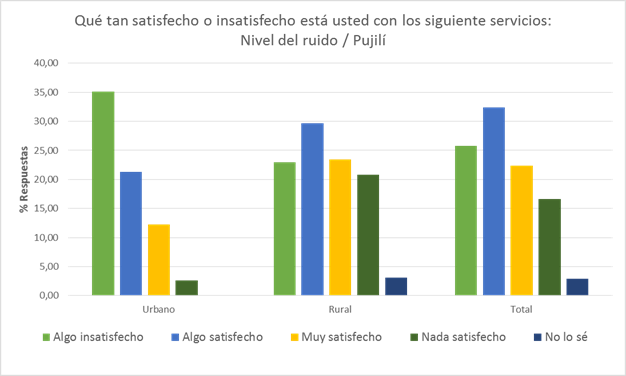 Qué tan satisfecho o insatisfecho está usted con los siguiente servicios:
Nivel del ruido / Pujilí
40,00
35,00
30,00
25,00
20,00
15,00
10,00
5,00
0,00
% Respuestas
Urbano Rural Total
Algo insatisfecho Algo satisfecho Muy satisfecho Nada satisfecho No lo sé